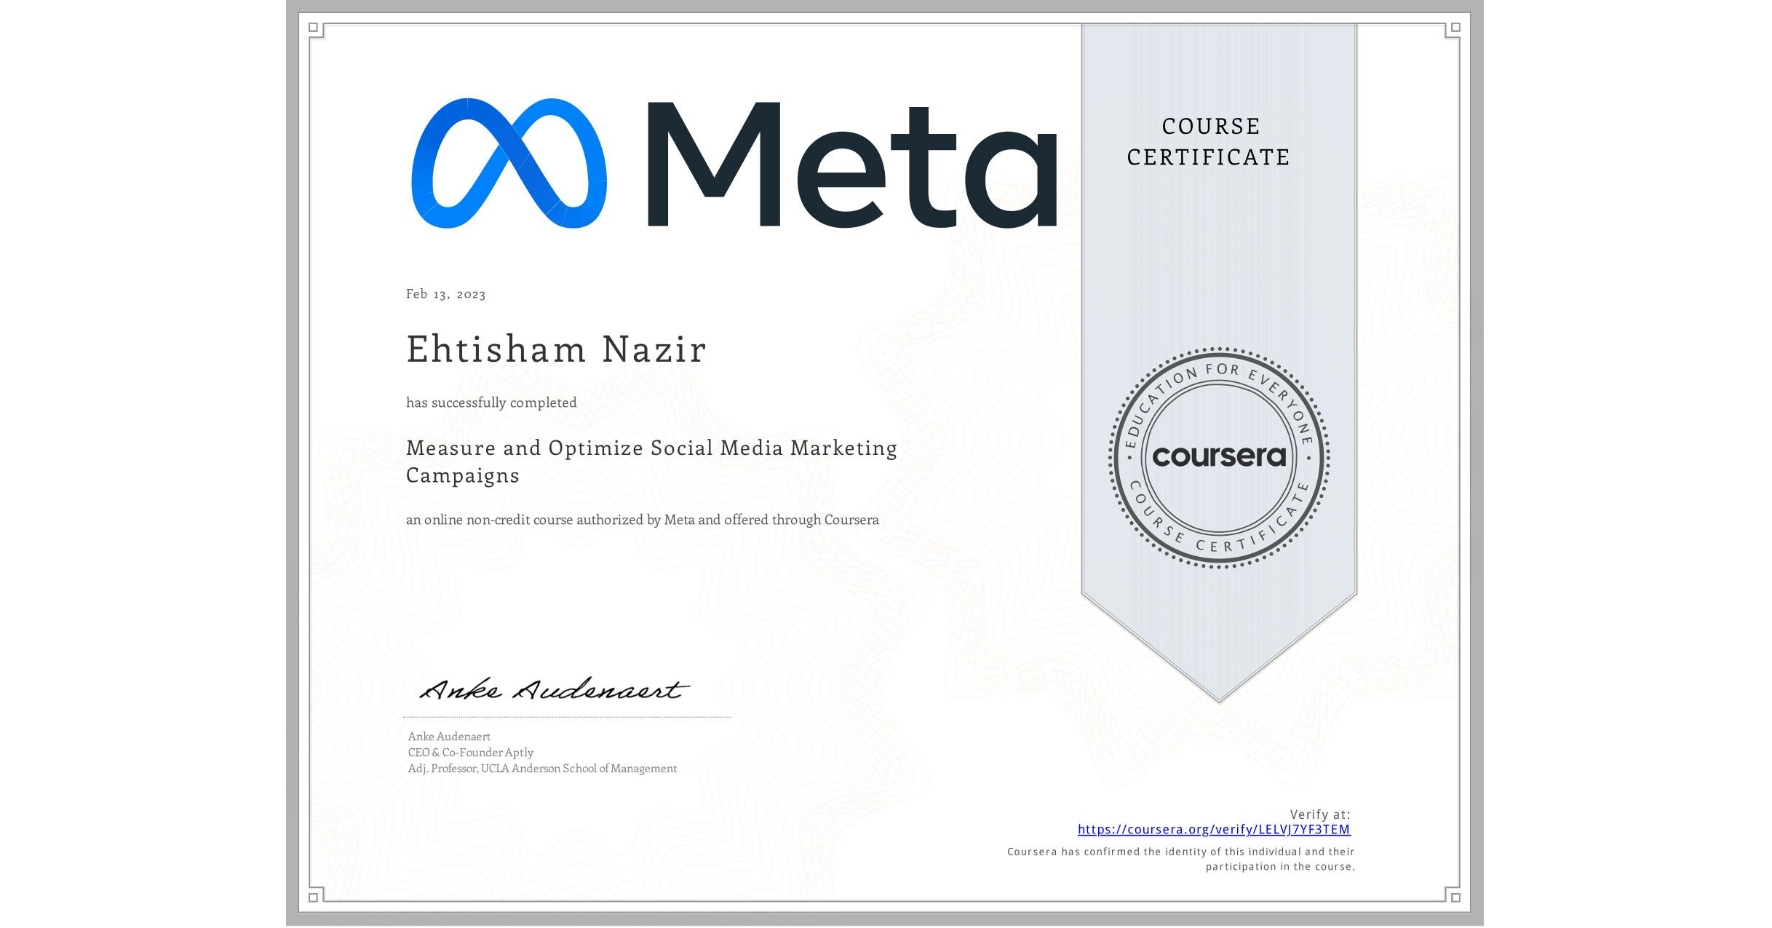 Meta
COURSE
CERTIFICATE
Feb 13, 2023
Ehtisham Nazir
has successfully completed
Measure and Optimize Social Media Marketing
Campaigns
an online non-credit course authorized by Meta and offered through Coursera
EDUCATION FOR EVERYONE
coursera
COURSE CERTIFICATE
Anke Audenaert
Anke Audenaert
CEO & Co-Founder Aptly
Adj. Professor, UCLA Anderson School of Management
Verify at:
https://coursera.org/verify/LELVJ7YF3TEM
Coursera has confirmed the identity of this individual and their
participation in the course.